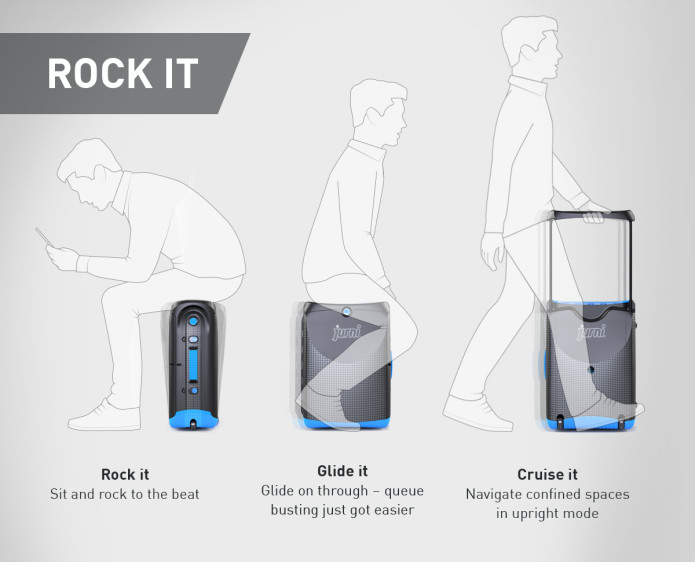 ROCK IT
jurni
jurni
Rock it
Sit and rock to the beat
Glide it
Glide on through – queue
busting just got easier
Cruise it
Navigate confined spaces
in upright mode